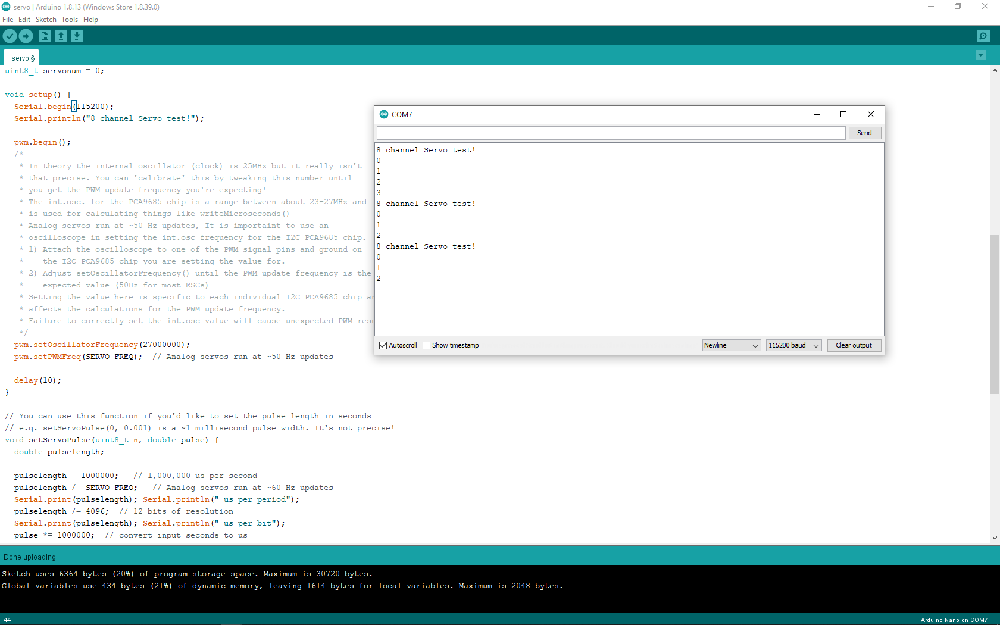 servo | Arduino 1.8.13 (Windows Store 1.8.39.0)
File Edit Sketch Tools Help
servo §
uint8_t servonum = 0;
void setup() {
Serial.begin(115200);
Serial.println("8 channel Servo test!");
pwm.begin();
/*
* In theory the internal oscillator (clock) is 25MHz but it really isn't
* that precise. You can 'calibrate' this by tweaking this number until
* you get the PWM update frequency you're expecting!
* The int.osc. for the PCA9685 chip is a range between about 23-27MHz and
* is used for calculating things like writeMicroseconds()
* Analog servos run at ~50 Hz updates, It is importaint to use an
* oscilloscope in setting the int.osc frequency for the I2C PCA9685 chip.
* 1) Attach the oscilloscope to one of the PWM signal pins and ground on
* the I2C PCA9685 chip you are setting the value for.
* 2) Adjust setOscillatorFrequency() until the PWM update frequency is the
* expected value (50Hz for most ESCs)
* Setting the value here is specific to each individual I2C PCA9685 chip
* affects the calculations for the PWM update frequency.
* Failure to correctly set the int.osc value will cause unexpected PWM
*/
pwm.setOscillatorFrequency(27000000);
pwm.setPWMFreq(SERVO_FREQ); // Analog servos run at ~50 Hz updates
delay(10);
}
// You can use this function if you'd like to set the pulse length in seconds
// e.g. setServoPulse(0, 0.001) is a ~1 millisecond pulse width. It's not precise!
void setServoPulse(uint8_t n, double pulse) {
double pulselength;
pulselength = 1000000; // 1,000,000 us per second
pulselength /= SERVO_FREQ; // Analog servos run at ~60 Hz updates
Serial.print(pulselength); Serial.println(" us per period");
pulselength /= 4096; // 12 bits of resolution
Serial.print(pulselength); Serial.println(" us per bit");
pulse *= 1000000; // convert input seconds to us
COM7
Send
8 channel Servo test!
0
1
2
3
8 channel Servo test!
0
1
2
8 channel Servo test!
0
1
2
Autoscroll Show timestamp Newline 115200 baud Clear output
Done uploading.
Sketch uses 6364 bytes (20%) of program storage space. Maximum is 30720 bytes.
Global variables use 434 bytes (21%) of dynamic memory, leaving 1614 bytes for local variables. Maximum is 2048 bytes.
44 Arduino Nano on COM7